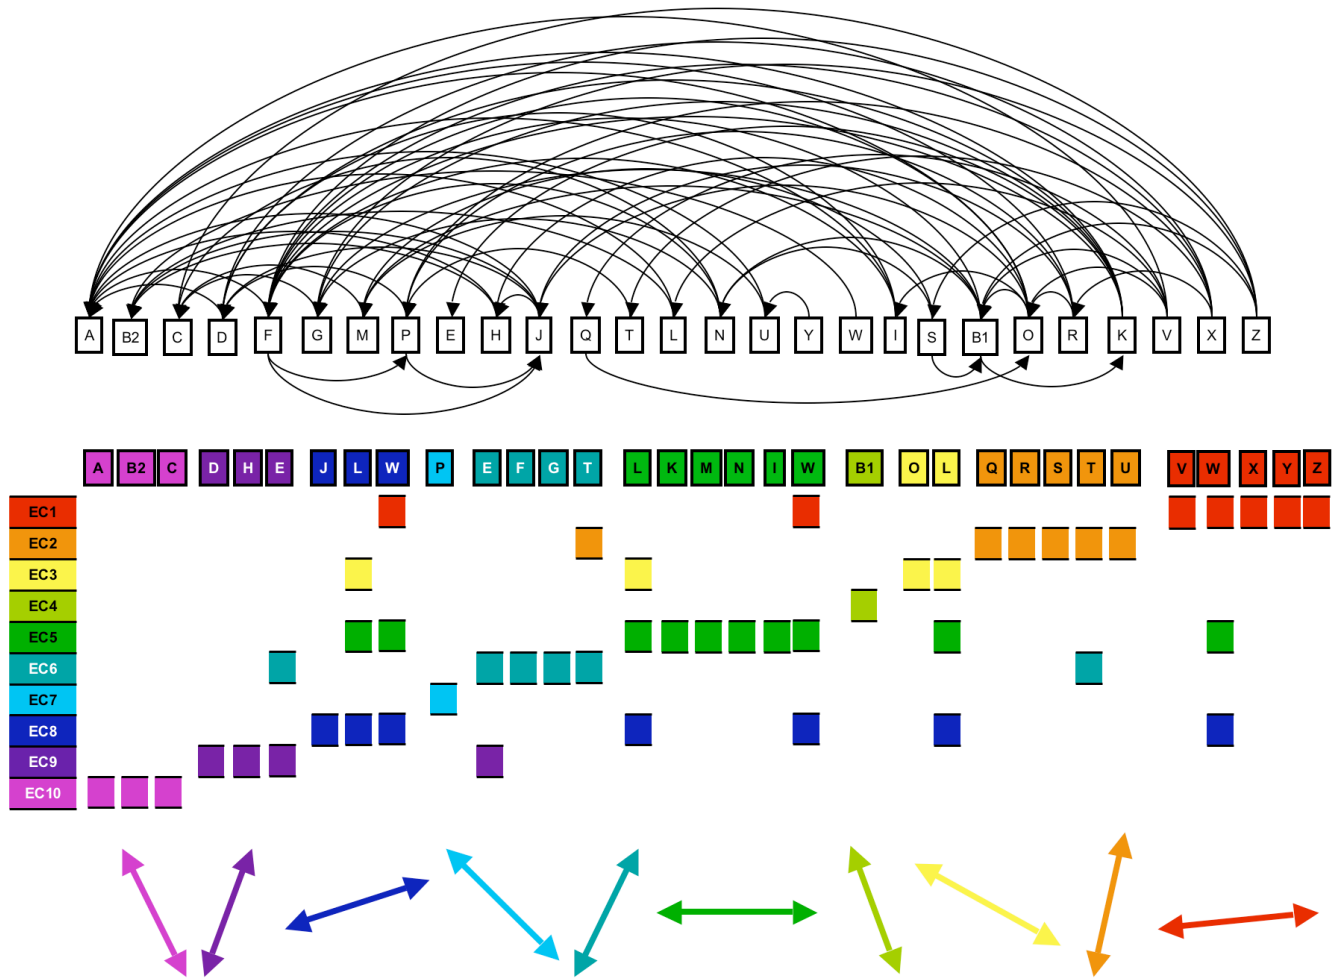 A B2 C D F G M P E H J Q T L N U Y W I S B1 O R K V X Z
A B2 C D H E J L W P E F G T L K M N I W B1 O L Q R S T U V W X Y Z
EC1
EC2
EC3
EC4
EC5
EC6
EC7
EC8
EC9
EC10